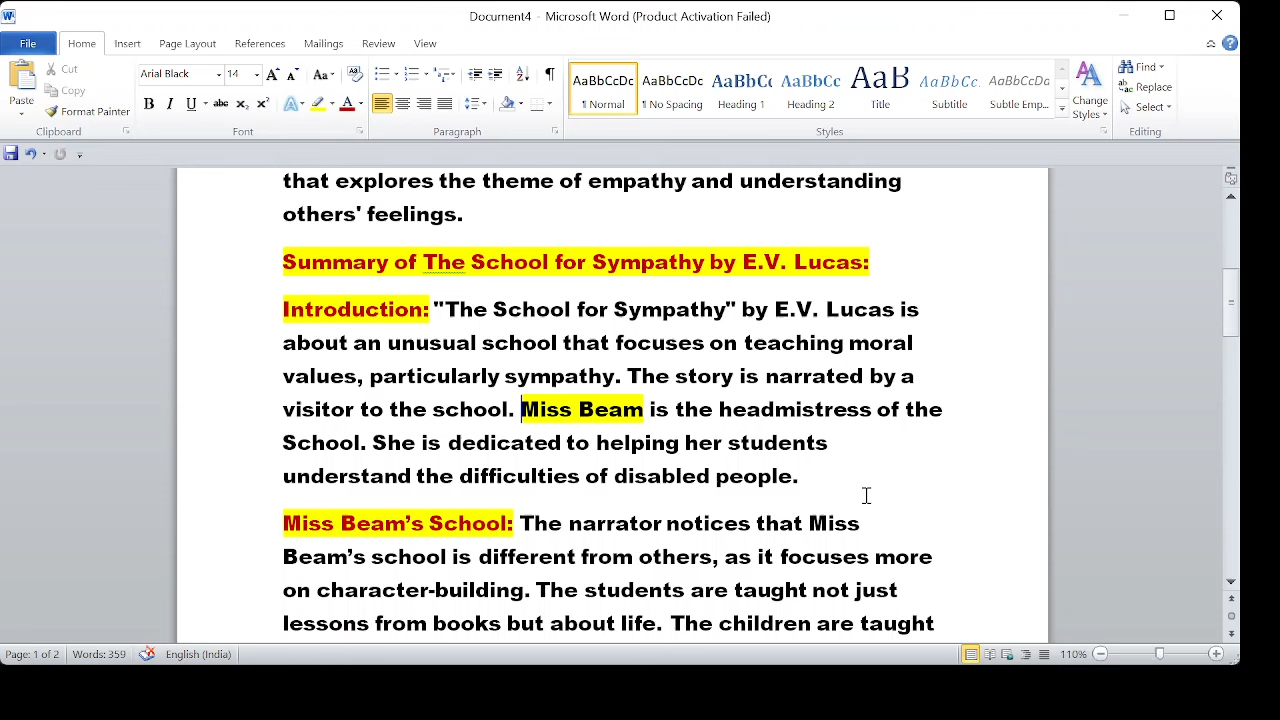 Document4 - Microsoft Word (Product Activation Failed)
File Home Insert Page Layout References Mailings Review View
Paste
Cut
Copy
Format Painter
Clipboard
Arial Black 14
Font
Paragraph
AaBbCcDc AaBbCcDc AaBbCc AaBbCc AaB AaBbCc. AaBbCcDc
¶ Normal ¶ No Spacing Heading 1 Heading 2 Title Subtitle Subtle Emp...
Styles
Change Styles
Find
Replace
Select
Editing
that explores the theme of empathy and understanding
others' feelings.
Summary of The School for Sympathy by E.V. Lucas:
Introduction: "The School for Sympathy" by E.V. Lucas is
about an unusual school that focuses on teaching moral
values, particularly sympathy. The story is narrated by a
visitor to the school. Miss Beam is the headmistress of the
School. She is dedicated to helping her students
understand the difficulties of disabled people.
Miss Beam’s School: The narrator notices that Miss
Beam’s school is different from others, as it focuses more
on character-building. The students are taught not just
lessons from books but about life. The children are taught
Page: 1 of 2 Words: 359 English (India) 110%